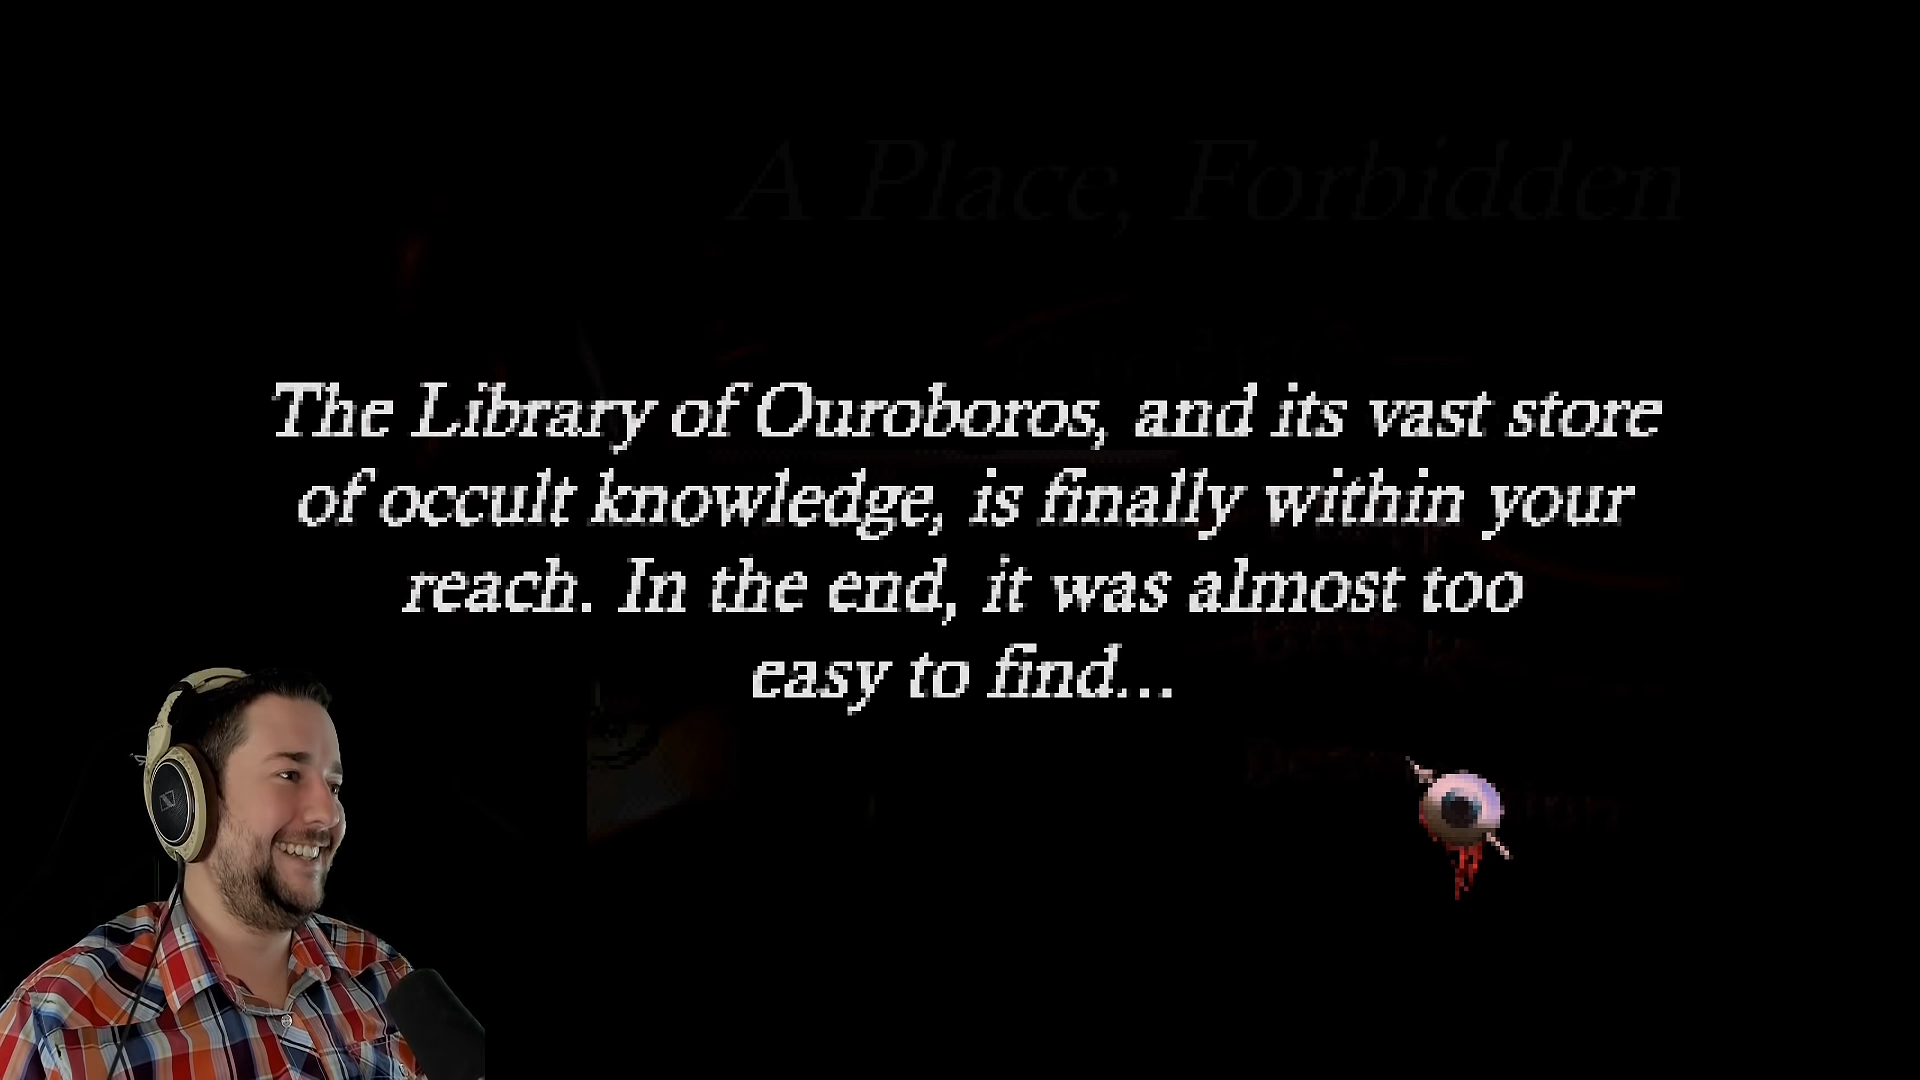 A Place, Forbidden
The Library of Ouroboros, and its vast store
of occult knowledge, is finally within your
reach. In the end, it was almost too
easy to find...